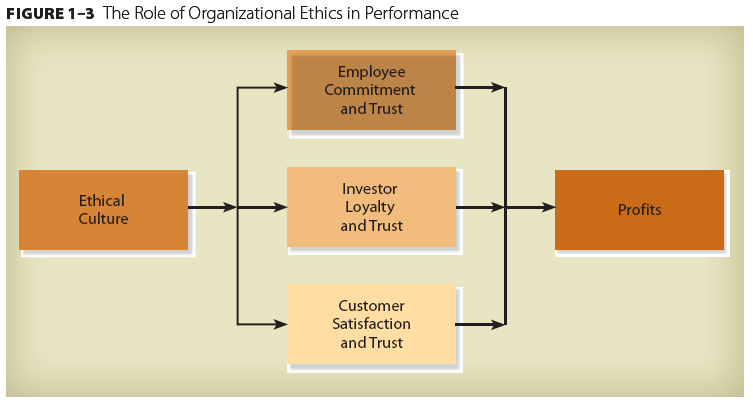 FIGURE 1–3 The Role of Organizational Ethics in Performance
Employee
Commitment
and Trust
Ethical
Culture
Investor
Loyalty
and Trust
Profits
Customer
Satisfaction
and Trust